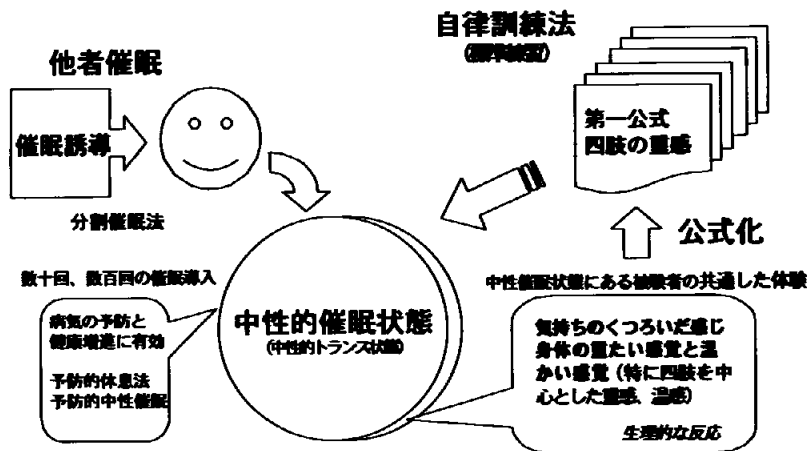 他者催眠
催眠誘導
分割催眠法
数十回、数百回の催眠導入
病気の予防と
健康増進に有効
予防的休息法
予防的中性催眠
中性的催眠状態
(中性的トランス状態)
自律訓練法
(標準練習)
第一公式
四肢の重感
公式化
中性催眠状態にある被験者の共通した体験
気持ちのくつろいだ感じ
身体の重たい感覚と温
かい感覚（特に四肢を中
心とした重感、温感）
生理的な反応